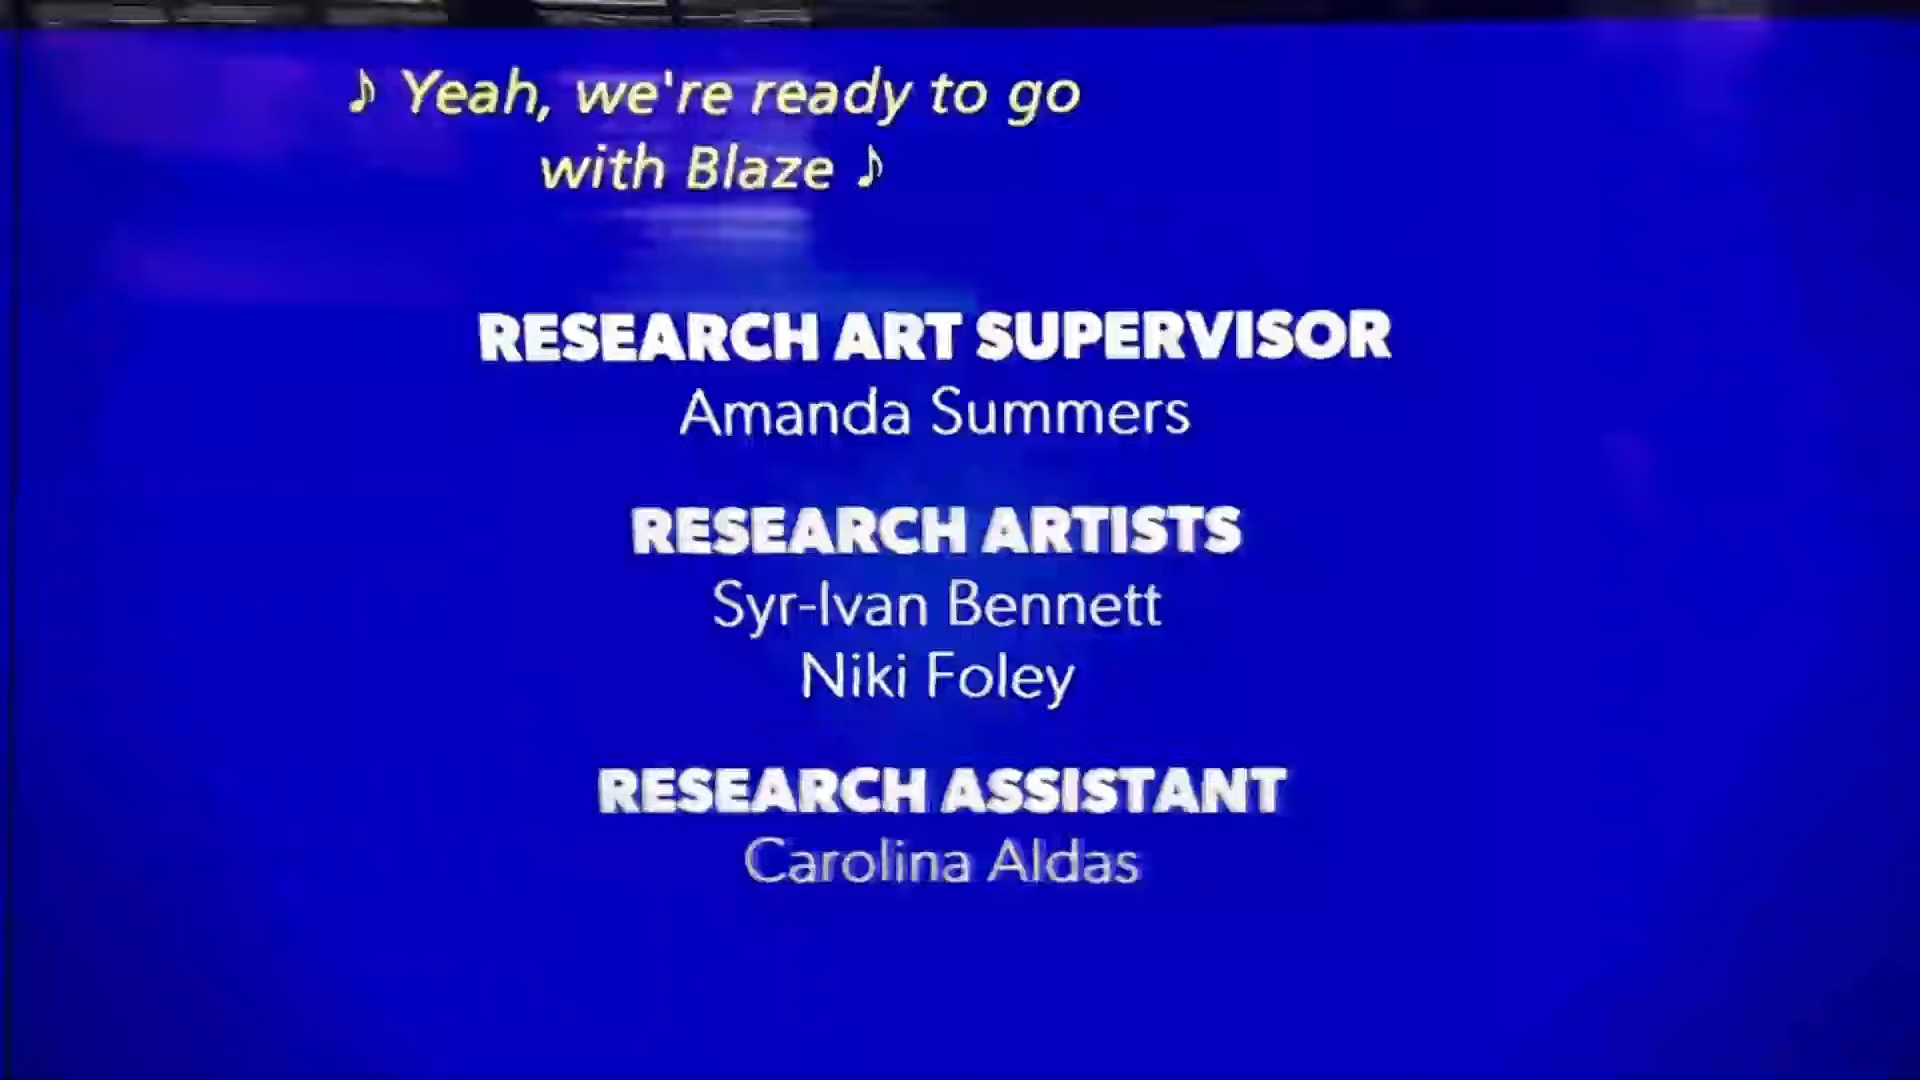 ♪ Yeah, we're ready to go
with Blaze ♪
RESEARCH ART SUPERVISOR
Amanda Summers
RESEARCH ARTISTS
Syr-Ivan Bennett
Niki Foley
RESEARCH ASSISTANT
Carolina Aldas